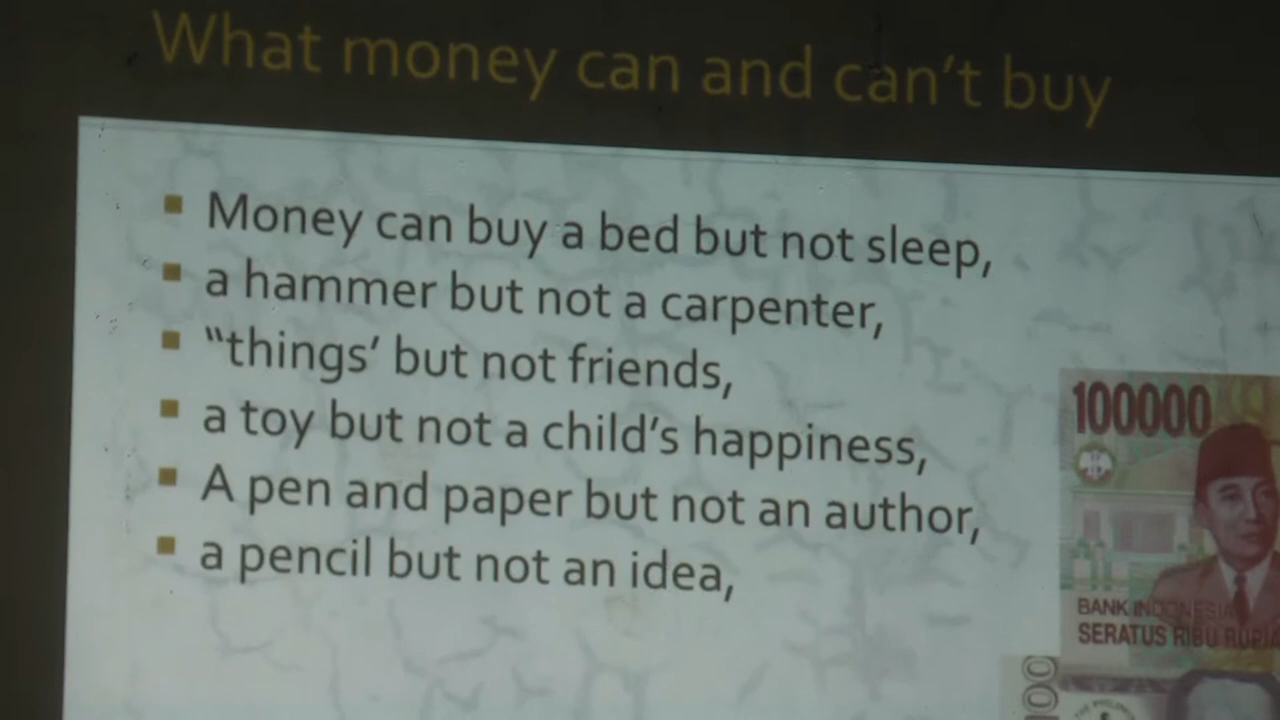 What money can and can't buy
Money can buy a bed but not sleep,
a hammer but not a carpenter,
“things’ but not friends,
a toy but not a child's happiness,
A pen and paper but not an author,
a pencil but not an idea,
100000
BANK INDONESIA
SERATUS RIBU RUPIA